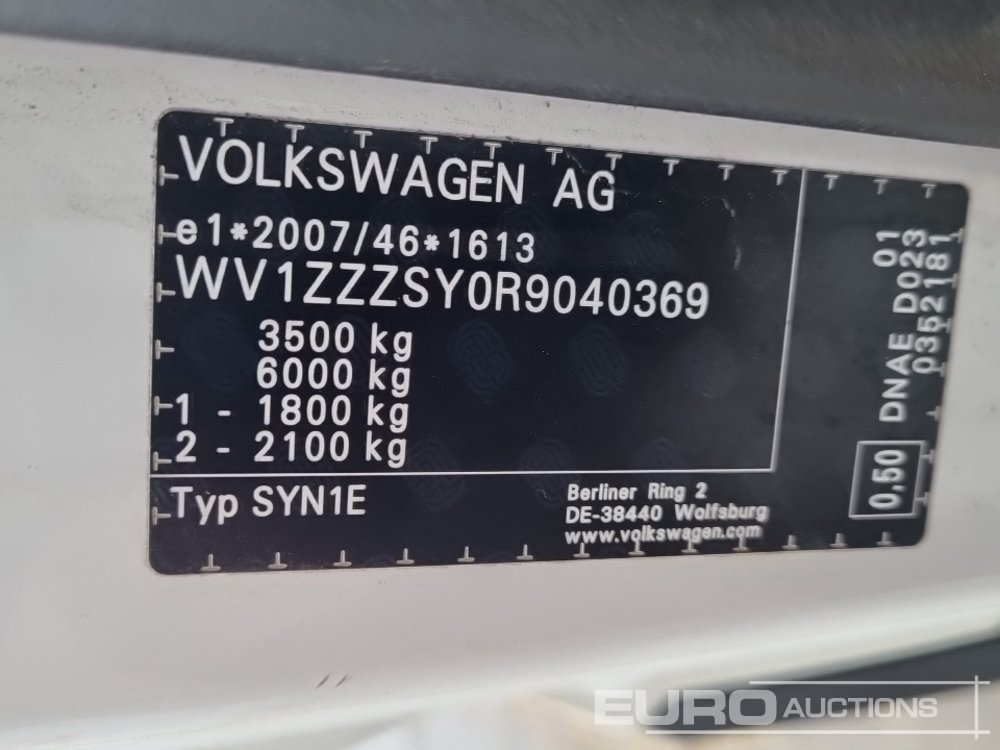 VOLKSWAGEN AG
e1*2007/46*1613
WV1ZZZSY0R9040369
3500 kg
6000 kg
1 - 1800 kg
2 - 2100 kg
Typ SYN1E
Berliner Ring 2
DE-38440 Wolfsburg
www.volkswagen.com
01
0,50 DNAE D023
0352181
EURO AUCTIONS